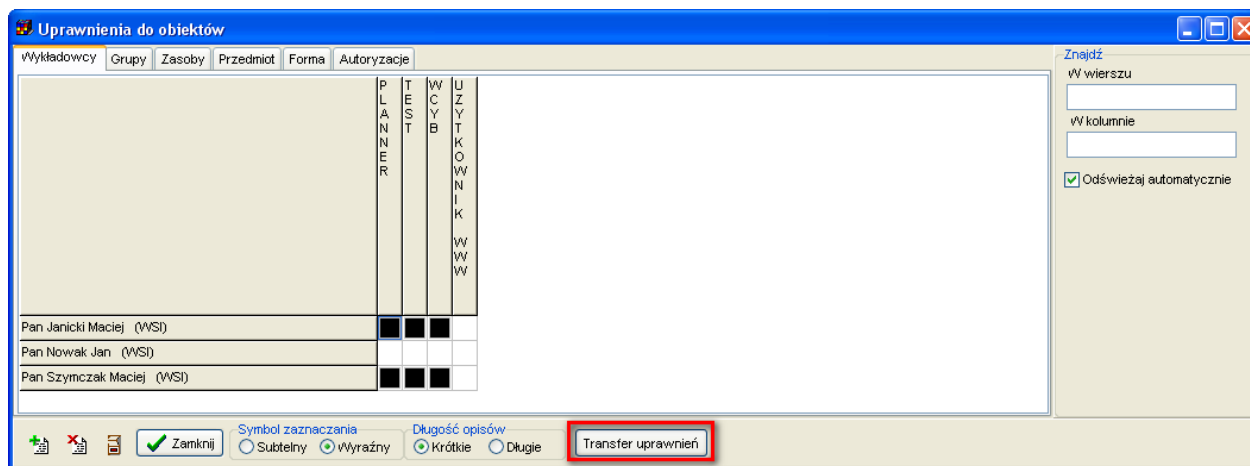 Uprawnienia do obiektów
Wykładowcy Grupy Zasoby Przedmiot Forma Autoryzacje
PLANNER TEST WCYB UZYTKOWNIK WWW
Pan Janicki Maciej (WSI)
Pan Nowak Jan (WSI)
Pan Szymczak Maciej (WSI)
Znajdź
W wierszu
W kolumnie
Odświeżaj automatycznie
Zamknij
Symbol zaznaczania
Subtelny Wyraźny
Długość opisów
Krótkie Długie
Transfer uprawnień